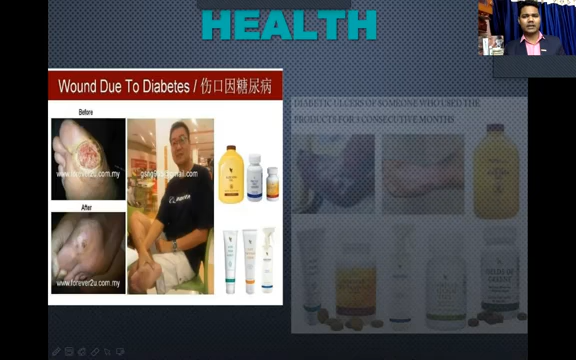 HEALTH
Wound Due To Diabetes / 伤口因糖尿病
Before
www.forever2u.com.my
After
www.forever2u.com.my
DIABETIC ULCERS OF SOMEONE WHO USED THE
PRODUCTS FOR 3 CONSECUTIVE MONTHS